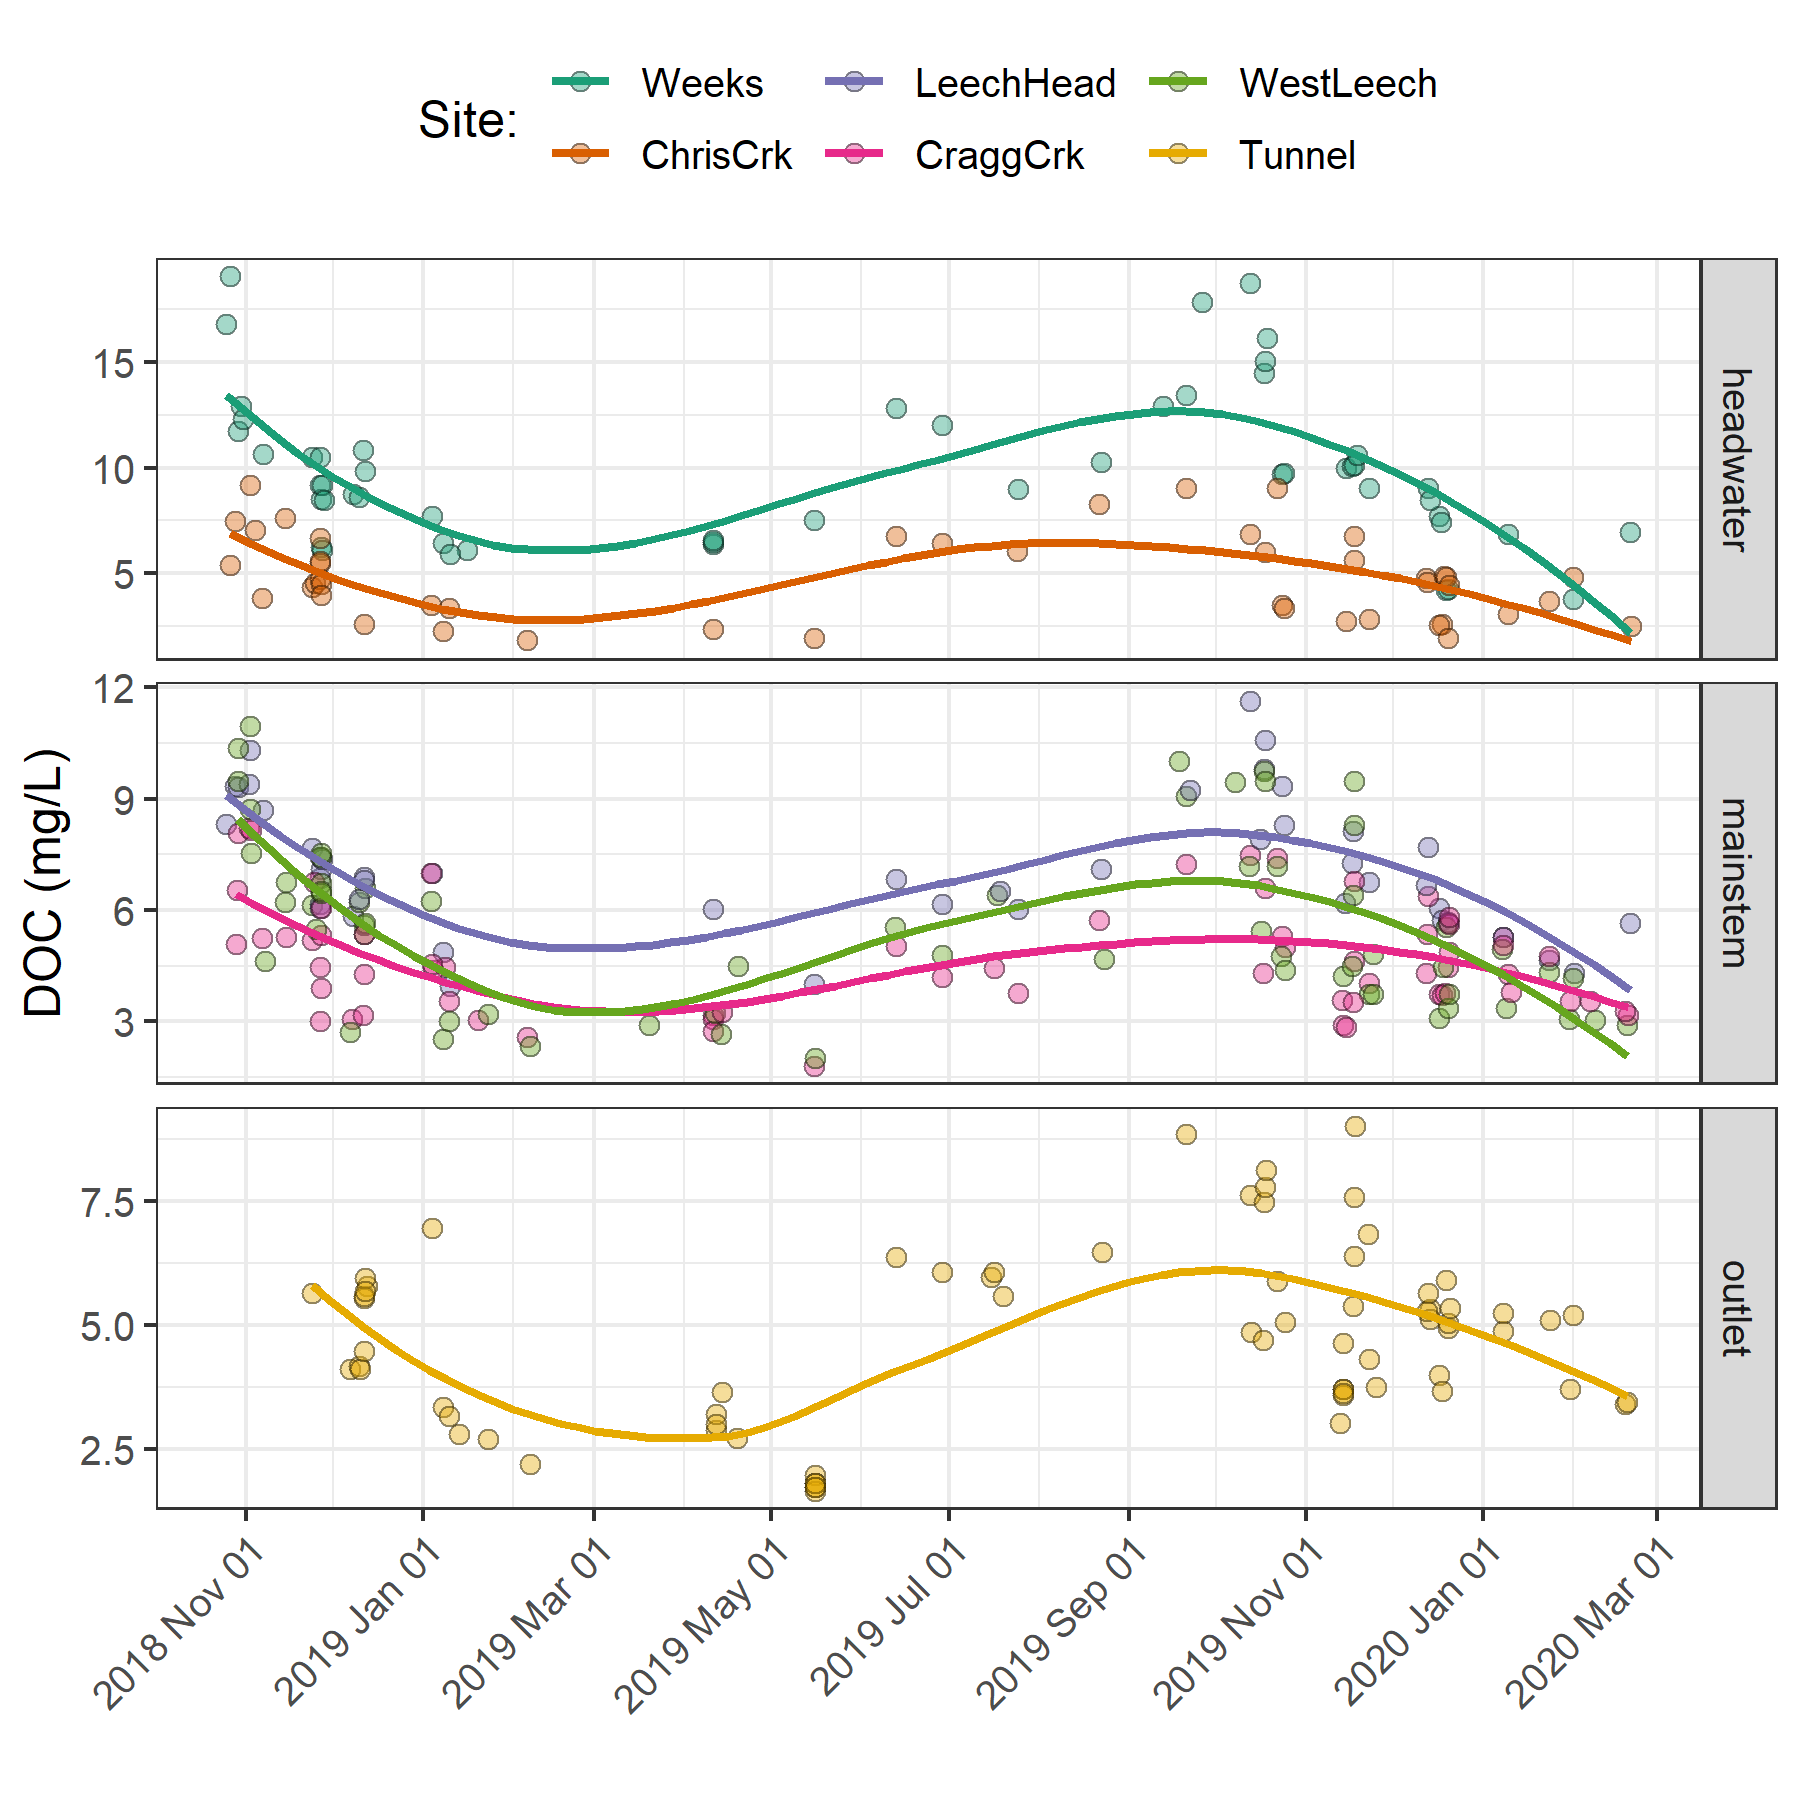 Site:
Weeks
LeechHead
WestLeech
ChrisCrk
CraggCrk
Tunnel
DOC (mg/L)
15
10
5
headwater
12
9
6
3
mainstem
7.5
5.0
2.5
outlet
2018 Nov 01
2019 Jan 01
2019 Mar 01
2019 May 01
2019 Jul 01
2019 Sep 01
2019 Nov 01
2020 Jan 01
2020 Mar 01